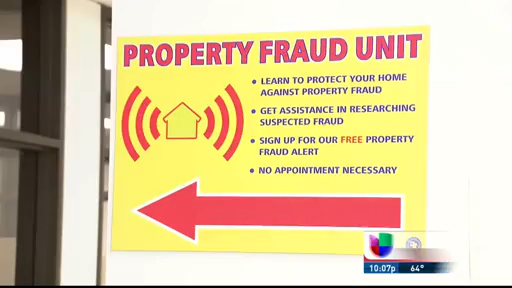 PROPERTY FRAUD UNIT
• LEARN TO PROTECT YOUR HOME
AGAINST PROPERTY FRAUD
• GET ASSISTANCE IN RESEARCHING
SUSPECTED FRAUD
• SIGN UP FOR OUR FREE PROPERTY
FRAUD ALERT
• NO APPOINTMENT NECESSARY
10:07p 64°